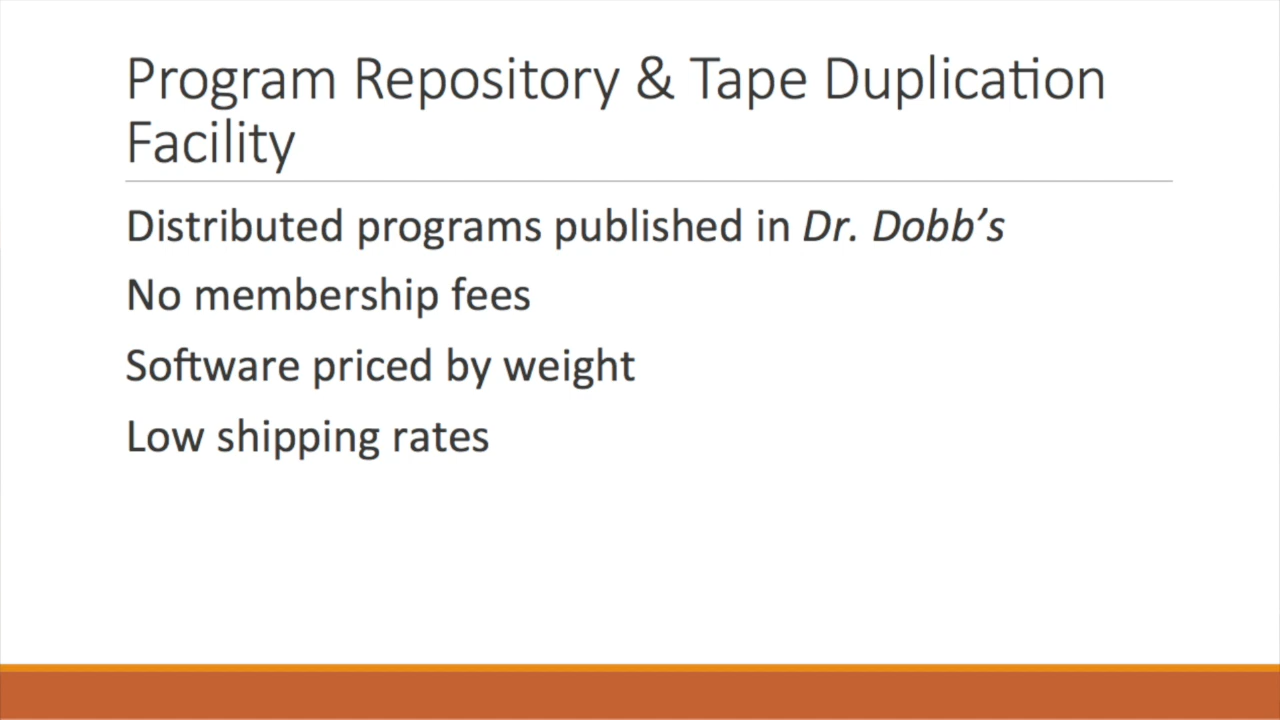 Program Repository & Tape Duplication
Facility
Distributed programs published in Dr. Dobb’s
No membership fees
Software priced by weight
Low shipping rates